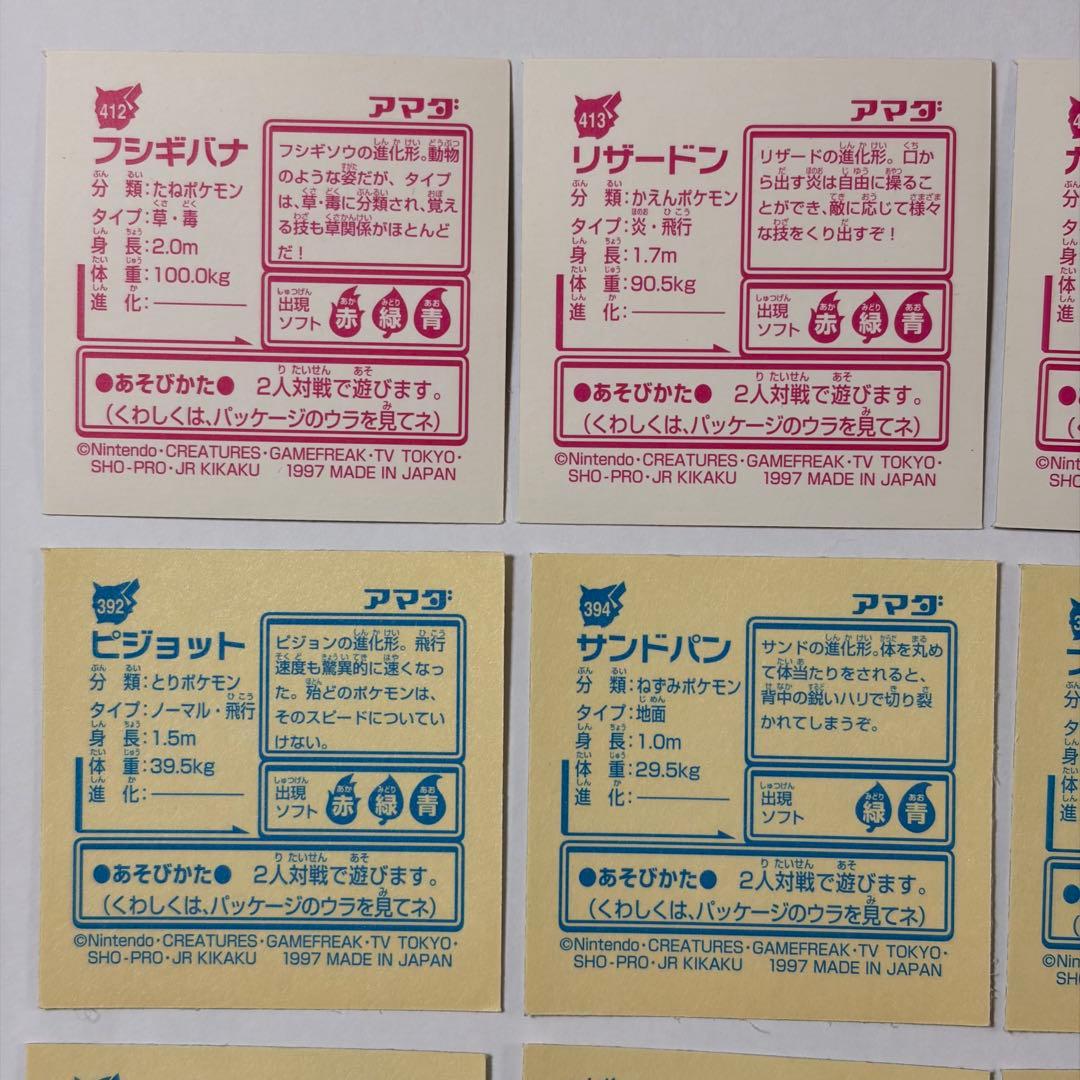 412
アマダ
フシギバナ
分類:たねポケモン
タイプ:草・毒
身長:2.0m
体重:100.0kg
進化:————
フシギソウの進化形。動物
のような姿だが、タイプ
は、草・毒に分類され、覚え
る技も草関係がほとんど
だ!
出現
ソフト
赤 緑 青
●あそびかた● 2人対戦で遊びます。
(くわしくは、パッケージのウラを見てネ)
©Nintendo・CREATURES・GAMEFREAK・TV TOKYO・
SHO-PRO・JR KIKAKU 1997 MADE IN JAPAN
413
アマダ
リザードン
分類:かえんポケモン
タイプ:炎・飛行
身長:1.7m
体重:90.5kg
進化:————
リザードの進化形。口か
ら出す炎は自由に操るこ
とができ、敵に応じて様々
な技をくり出すぞ!
出現
ソフト
赤 緑 青
●あそびかた● 2人対戦で遊びます。
(くわしくは、パッケージのウラを見てネ)
©Nintendo・CREATURES・GAMEFREAK・TV TOKYO・
SHO-PRO・JR KIKAKU 1997 MADE IN JAPAN
392
アマダ
ピジョット
分類:とりポケモン
タイプ:ノーマル・飛行
身長:1.5m
体重:39.5kg
進化:————
ピジョンの進化形。飛行
速度も驚異的に速くなっ
た。殆どのポケモンは、
そのスピードについてい
けない。
出現
ソフト
赤 緑 青
●あそびかた● 2人対戦で遊びます。
(くわしくは、パッケージのウラを見てネ)
©Nintendo・CREATURES・GAMEFREAK・TV TOKYO・
SHO-PRO・JR KIKAKU 1997 MADE IN JAPAN
394
アマダ
サンドパン
分類:ねずみポケモン
タイプ:地面
身長:1.0m
体重:29.5kg
進化:————
サンドの進化形。体を丸め
て体当たりをされると、
背中の鋭いハリで切り裂
かれてしまうぞ。
出現
ソフト
緑 青
●あそびかた● 2人対戦で遊びます。
(くわしくは、パッケージのウラを見てネ)
©Nintendo・CREATURES・GAMEFREAK・TV TOKYO・
SHO-PRO・JR KIKAKU 1997 MADE IN JAPAN